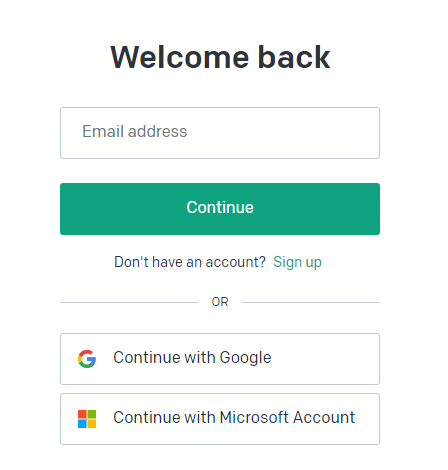 Welcome back
Email address
Continue
Don't have an account? Sign up
OR
Continue with Google
Continue with Microsoft Account